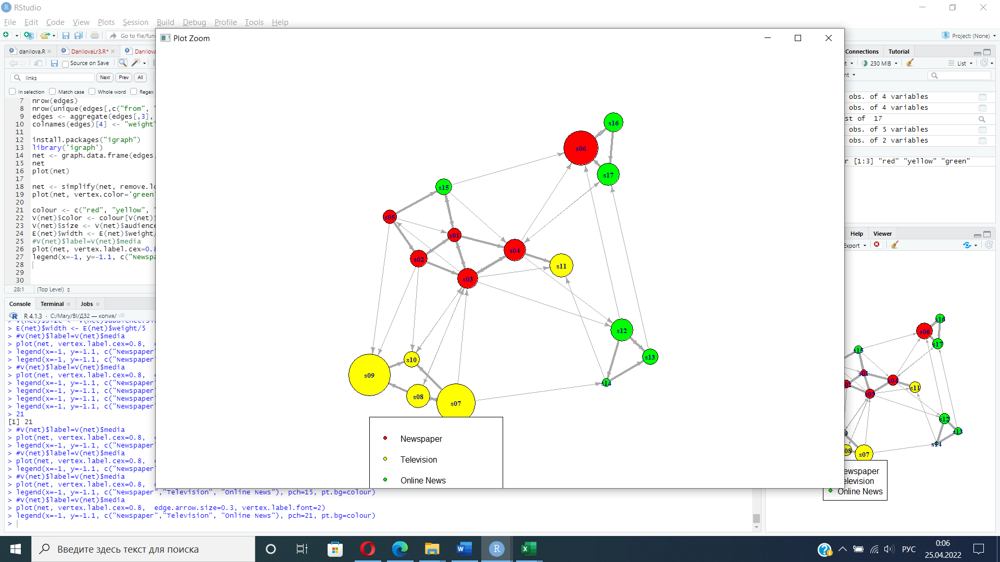 RStudio
File Edit Code View Plots Session Build Debug Profile Tools Help
Go to file/fun
Project: (None)
danilova.R
DanilovaLr3.R*
Danilova
Source on Save
links
Next Prev All
In selection Match case Whole word Regex
7 nrow(edges)
8 nrow(unique(edges[,c("from", "
9 edges <- aggregate(edges[,3],
10 colnames(edges)[4] <- "weight"
11
12 install.packages("igraph")
13 library('igraph')
14 net <- graph.data.frame(edges,
15 net
16 plot(net)
17
18 net <- simplify(net, remove.lo
19 plot(net, vertex.color='green'
20
21 colour <- c("red", "yellow", "
22 V(net)$color <- colour[V(net)$
23 V(net)$size <- V(net)$audience
24 E(net)$width <- E(net)$weight/
25 #V(net)$label=V(net)$media
26 plot(net, vertex.label.cex=0.8
27 legend(x=-1, y=-1.1, c("Newspa
28
29
30
28:1 (Top Level)
Console Terminal Jobs
R 4.1.3 · C:/Mary/BI/ДЗ2 — копия/
> V(net)$size <- V(net)$audience.si
> E(net)$width <- E(net)$weight/5
> #V(net)$label=V(net)$media
> plot(net, vertex.label.cex=0.8, e
> legend(x=-1, y=-1.1, c("Newspaper"
> legend(x=-1, y=-1.1, c("Newspaper"
> #V(net)$label=V(net)$media
> plot(net, vertex.label.cex=0.8, e
> legend(x=-1, y=-1.1, c("Newspaper"
> legend(x=-1, y=-1.1, c("Newspaper"
> legend(x=-1, y=-1.1, c("Newspaper"
> legend(x=-1, y=-1.1, c("Newspaper"
> 21
[1] 21
> #V(net)$label=V(net)$media
> plot(net, vertex.label.cex=0.8, e
> legend(x=-1, y=-1.1, c("Newspaper"
> #V(net)$label=V(net)$media
> plot(net, vertex.label.cex=0.8, e
> legend(x=-1, y=-1.1, c("Newspaper"
> #V(net)$label=V(net)$media
> plot(net, vertex.label.cex=0.8, e
> legend(x=-1, y=-1.1, c("Newspaper","Television", "Online News"), pch=15, pt.bg=colour)
> #V(net)$label=V(net)$media
> plot(net, vertex.label.cex=0.8, edge.arrow.size=0.3, vertex.label.font=2)
> legend(x=-1, y=-1.1, c("Newspaper","Television", "Online News"), pch=21, pt.bg=colour)
>
Plot Zoom
s16
s06
s17
s15
s05
s01
s04
s02
s11
s03
s12
s13
s10
s09
s14
s08
s07
Newspaper
Television
Online News
Connections Tutorial
t 230 MiB List
nt
obs. of 4 variables
obs. of 4 variables
st of 17
obs. of 5 variables
obs. of 2 variables
r [1:3] "red" "yellow" "green"
Help Viewer
Export
s16
s06
s17
s15
s01
s04
02
s11
s03
s12
s13
0
s14
08
s07
ewspaper
elevision
Online News
Введите здесь текст для поиска
РУС
0:06
25.04.2022